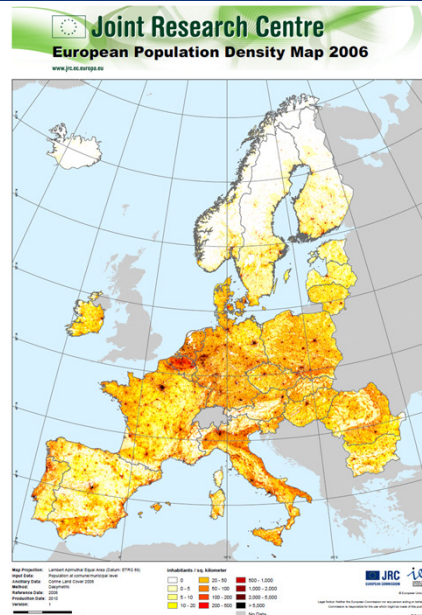 Joint Research Centre
European Population Density Map 2006
www.jrc.ec.europa.eu
Map Projection: Lambert Azimuthal Equal Area (Datum: ETRS 89)
Input Data: Population at commune/municipal level
Ancillary Data: Corine Land Cover 2006
Method: Dasymetric
Reference Date: 2006
Production Date: 2010
Version: 1
Inhabitants / sq. kilometer
0
0 - 5
5 - 10
10 - 20
20 - 50
50 - 100
100 - 200
200 - 500
500 - 1,000
1,000 - 2,000
2,000 - 5,000
> 5,000
No Data
JRC
EUROPEAN COMMISSION